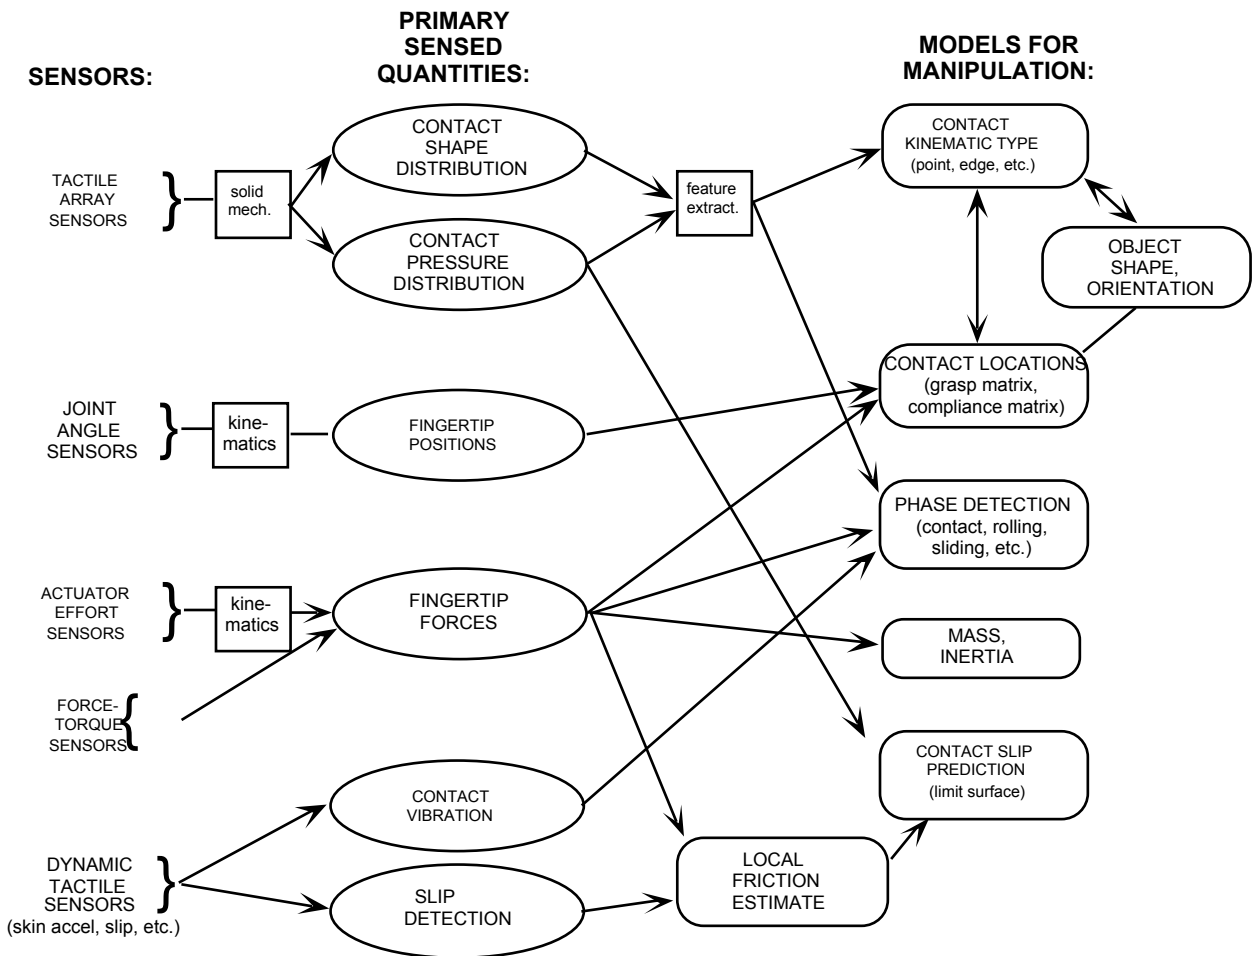 SENSORS:
PRIMARY
SENSED
QUANTITIES:
MODELS FOR
MANIPULATION:
TACTILE
ARRAY
SENSORS
solid
mech.
CONTACT
SHAPE
DISTRIBUTION
CONTACT
PRESSURE
DISTRIBUTION
feature
extract.
CONTACT
KINEMATIC TYPE
(point, edge, etc.)
OBJECT
SHAPE,
ORIENTATION
JOINT
ANGLE
SENSORS
kine-
matics
FINGERTIP
POSITIONS
CONTACT LOCATIONS
(grasp matrix,
compliance matrix)
PHASE DETECTION
(contact, rolling,
sliding, etc.)
ACTUATOR
EFFORT
SENSORS
kine-
matics
FINGERTIP
FORCES
MASS,
INERTIA
FORCE-
TORQUE
SENSORS
CONTACT
VIBRATION
CONTACT SLIP
PREDICTION
(limit surface)
DYNAMIC
TACTILE
SENSORS
(skin accel, slip, etc.)
SLIP
DETECTION
LOCAL
FRICTION
ESTIMATE